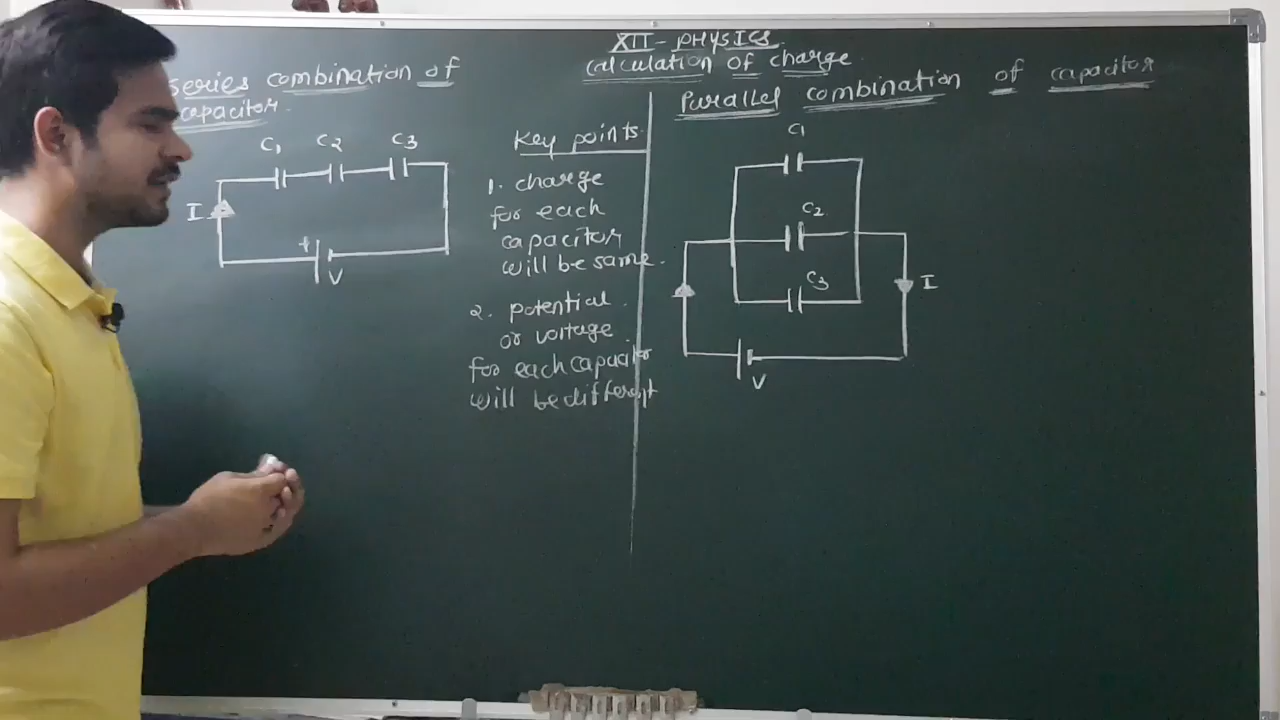 XII - PHYSICS
calculation of charge
series combination of
capacitor.
C1 C2 C3
I
+
V
Key points
1. charge
for each
capacitor
will be same.
2. potential
or voltage
for each capacitor
will be different
Parallel combination of capacitor
C1
C2
C3
I
V